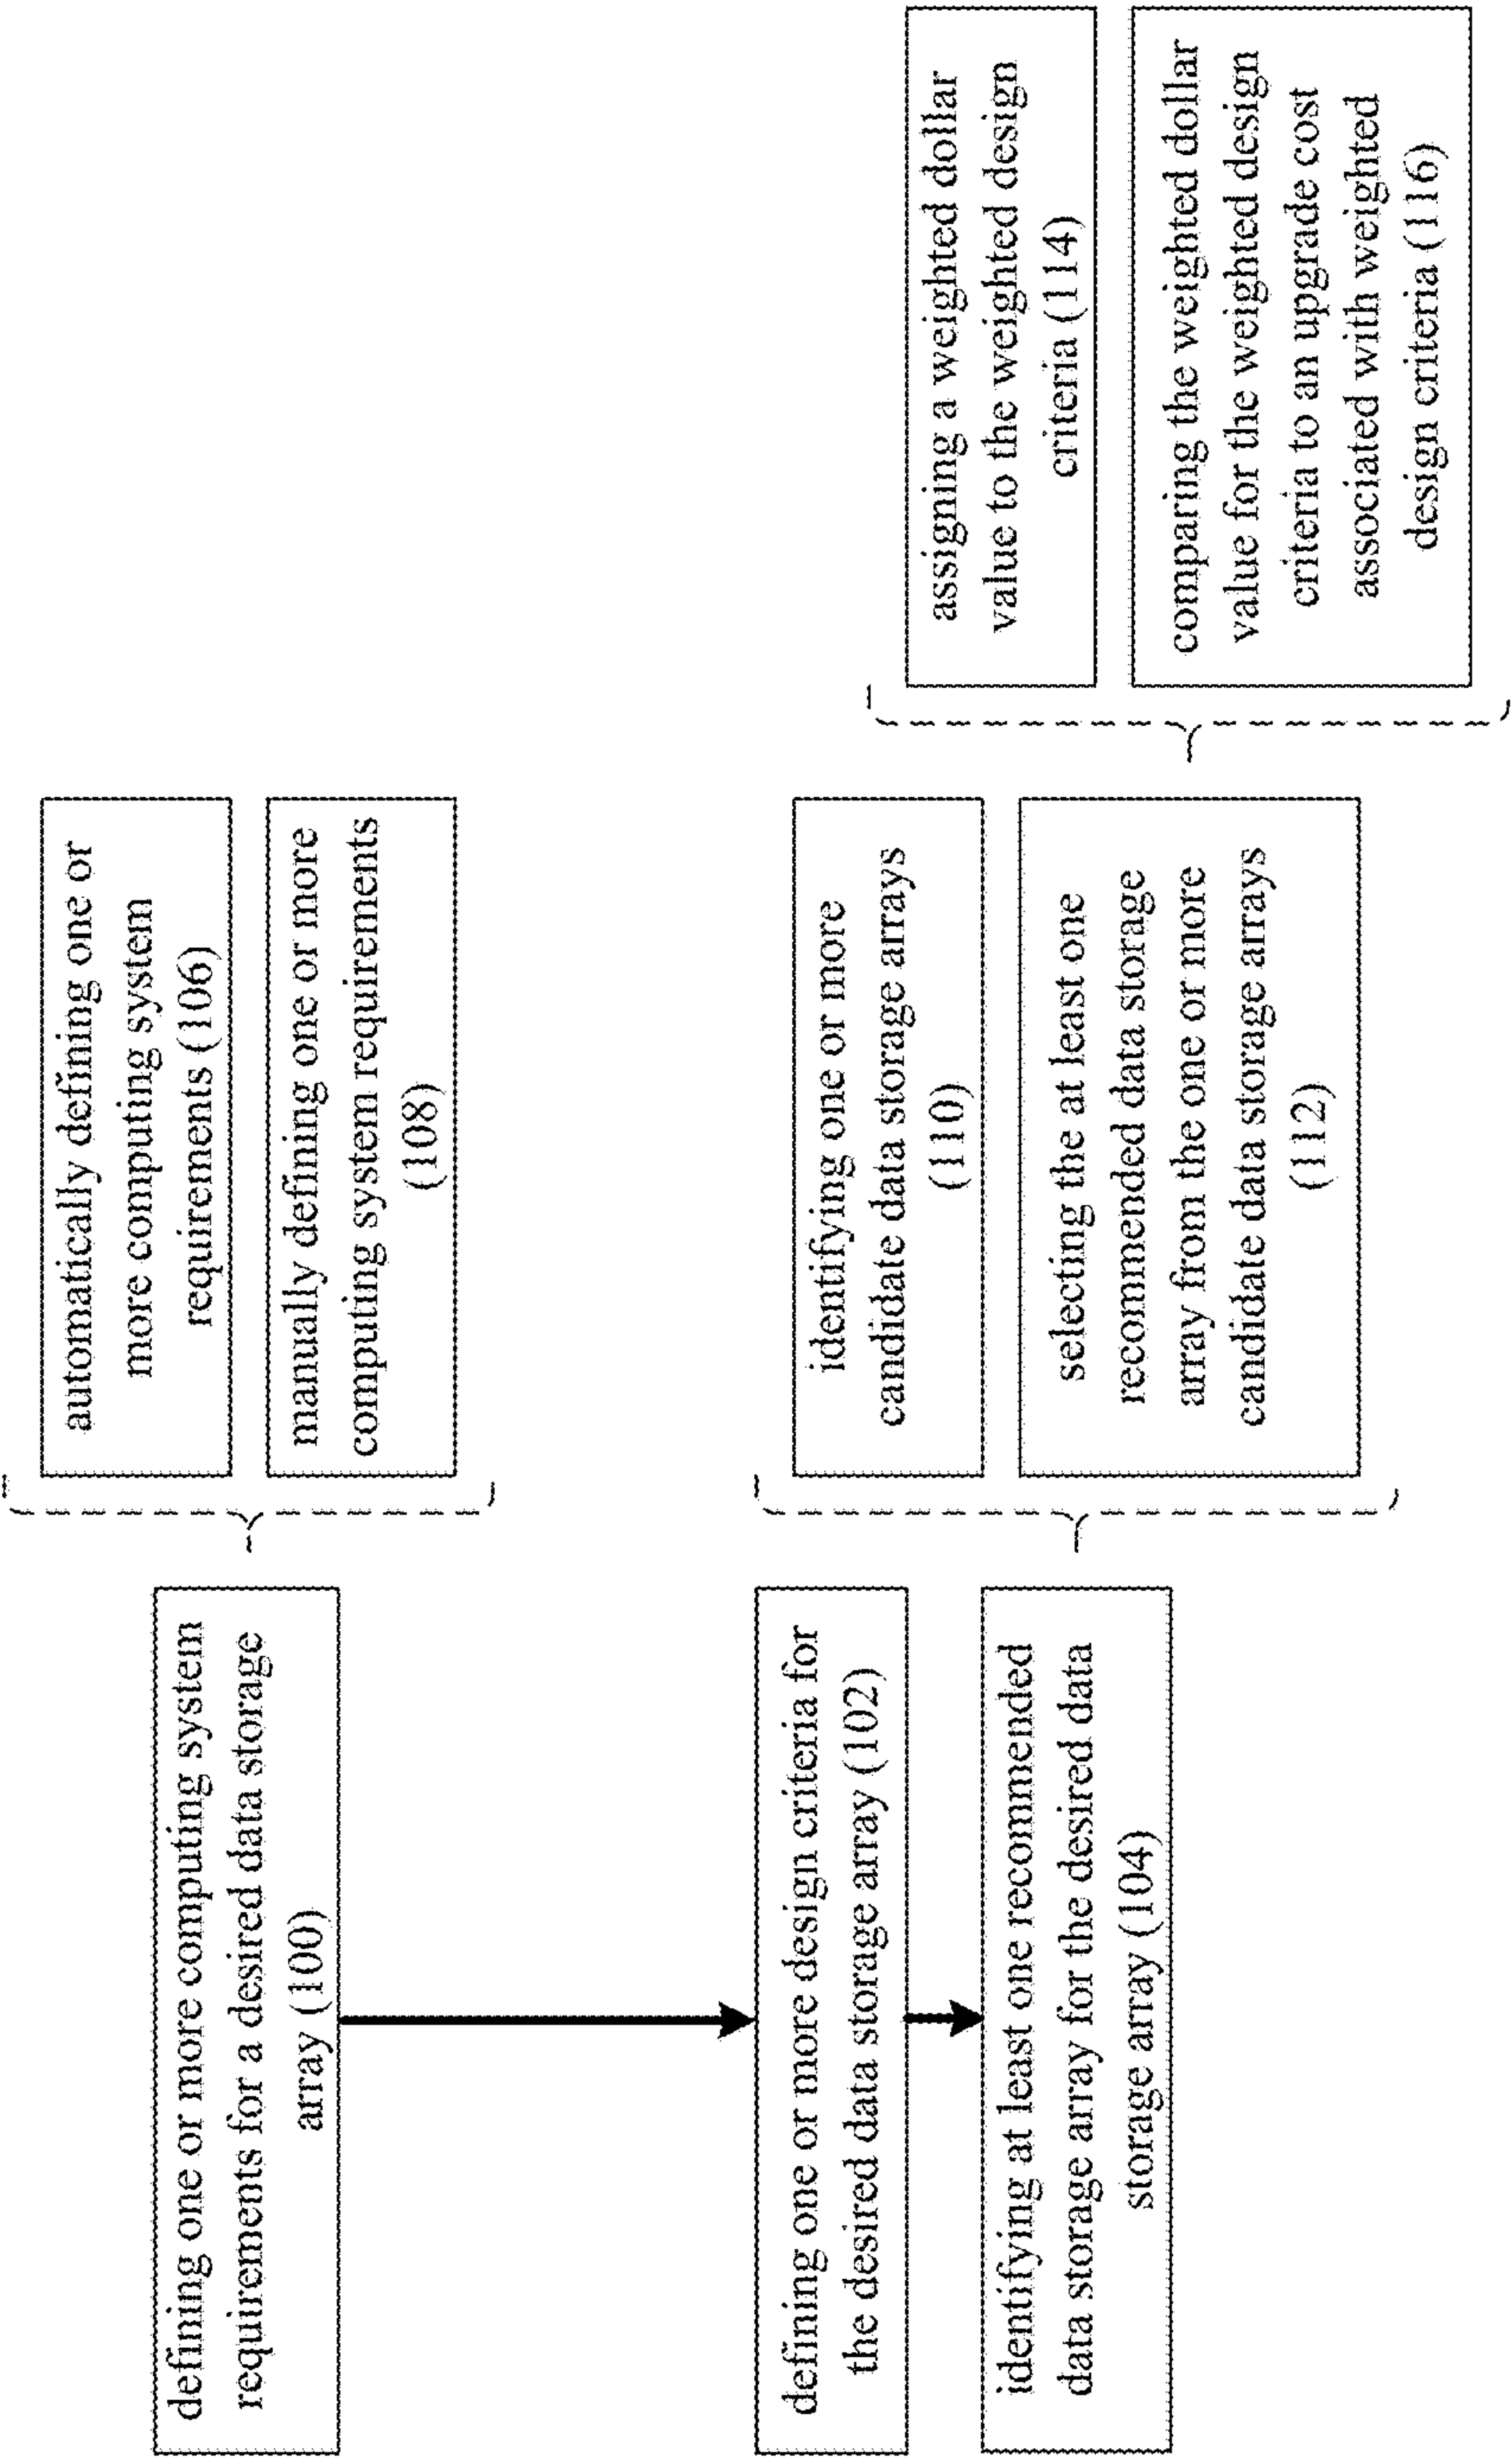 defining one or more computing system
requirements for a desired data storage
array (100)
automatically defining one or
more computing system
requirements (106)
manually defining one or more
computing system requirements
(108)
defining one or more design criteria for
the desired data storage array (102)
identifying at least one recommended
data storage array for the desired data
storage array (104)
identifying one or more
candidate data storage arrays
(110)
selecting the at least one
recommended data storage
array from the one or more
candidate data storage arrays
(112)
assigning a weighted dollar
value to the weighted design
criteria (114)
comparing the weighted dollar
value for the weighted design
criteria to an upgrade cost
associated with weighted
design criteria (116)